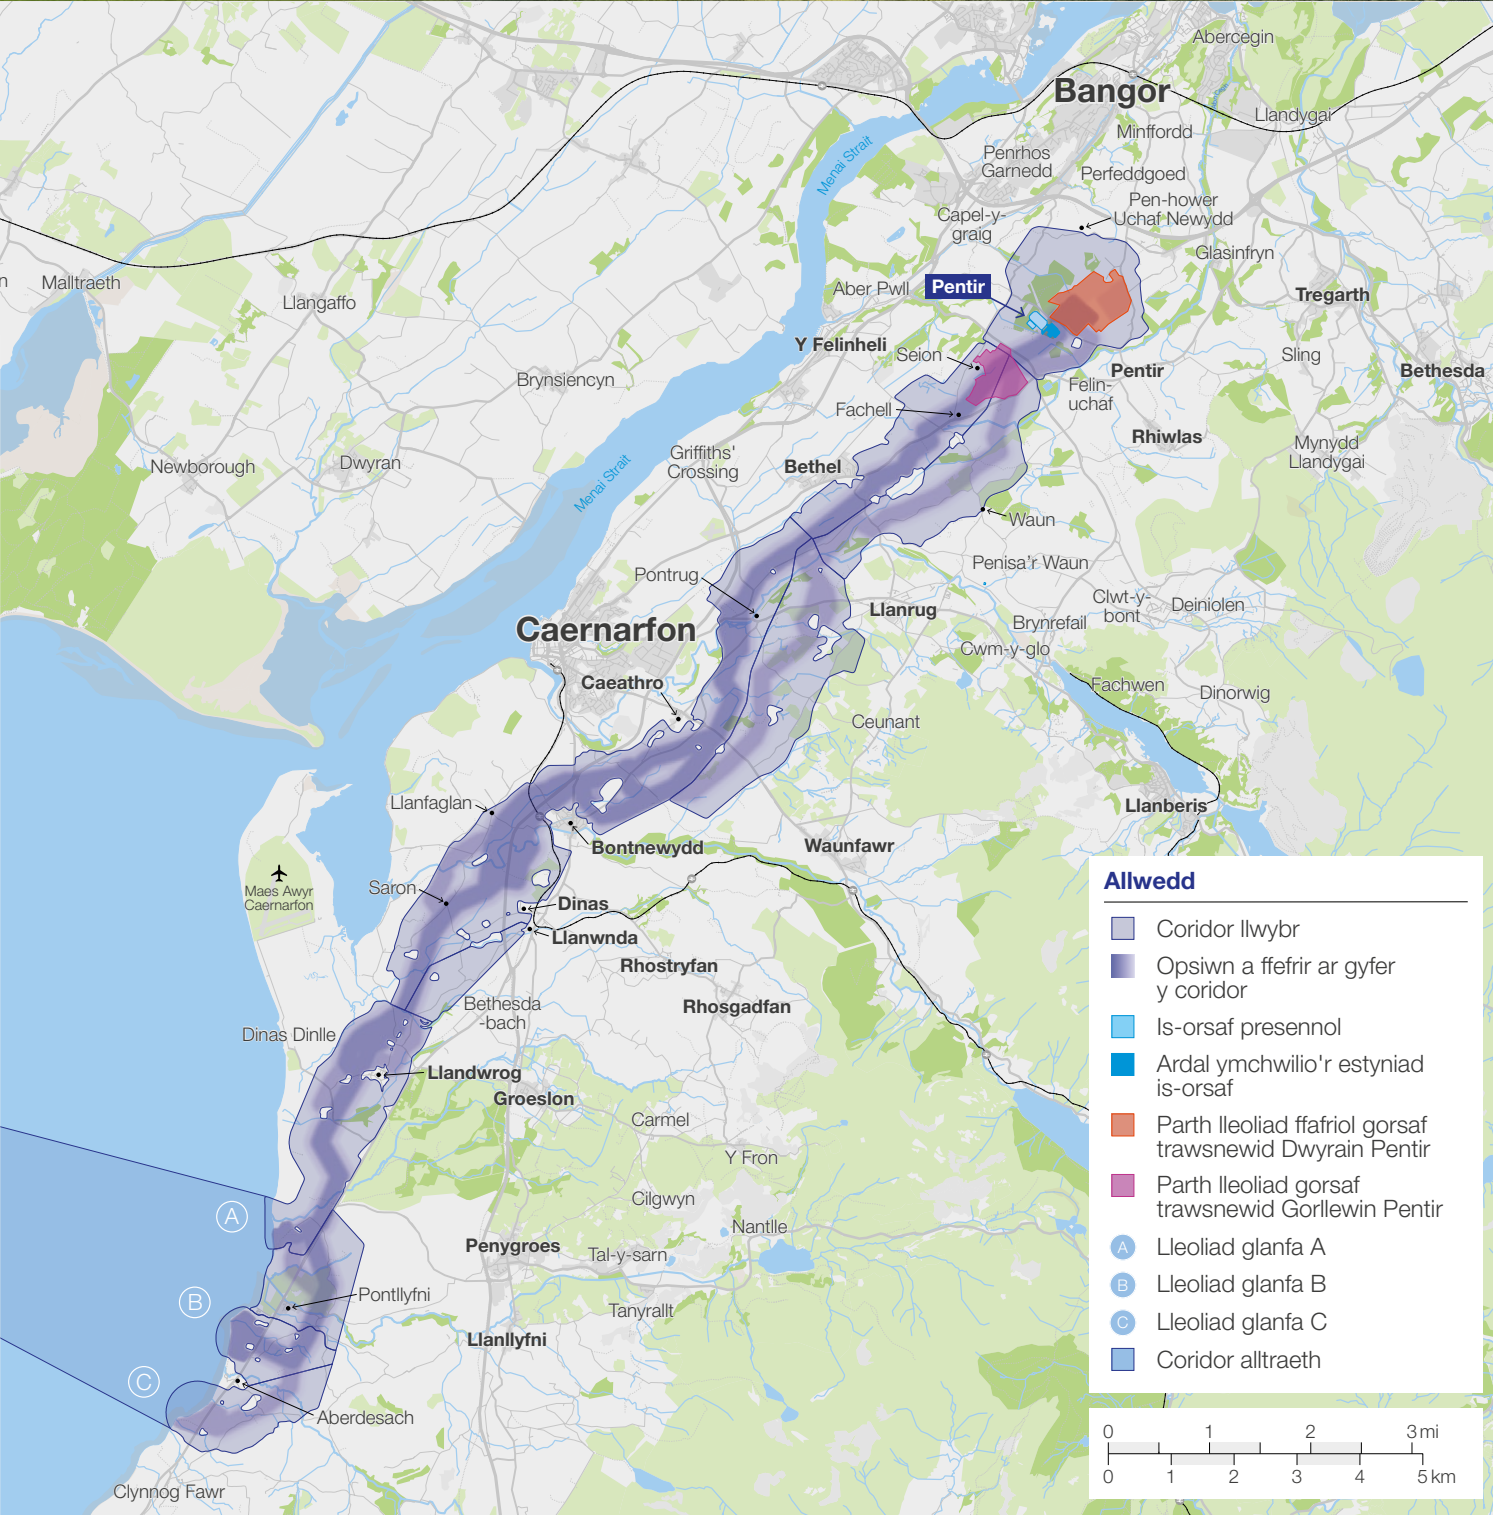 Abercegin
Bangor
Llandygai
Minffordd
Menai Strait
Penrhos
Garnedd
Perfeddgoed
Pen-hower
Uchaf Newydd
Capel-y-
graig
Glasinfryn
Malltraeth
Llangaffo
Aber Pwll
Pentir
Tregarth
Y Felinheli
Seion
Sling
Pentir
Bethesda
Brynsiencyn
Felin-
uchaf
Fachell
Rhiwlas
Mynydd
Llandygai
Griffiths'
Crossing
Bethel
Newborough
Dwyran
Menai Strait
Waun
Pontrug
Penisa'r Waun
Llanrug
Clwt-y-
bont
Deiniolen
Brynrefail
Caernarfon
Cwm-y-glo
Caeathro
Fachwen
Dinorwig
Ceunant
Llanfaglan
Llanberis
Bontnewydd
Waunfawr
Maes Awyr
Caernarfon
Saron
Dinas
Llanwnda
Rhostryfan
Bethesda
-bach
Rhosgadfan
Dinas Dinlle
Llandwrog
Groeslon
Carmel
Y Fron
Cilgwyn
A
Nantlle
Penygroes
Tal-y-sarn
B
Pontllyfni
Tanyrallt
Llanllyfni
C
Aberdesach
Clynnog Fawr
Allwedd
Coridor llwybr
Opsiwn a ffefrir ar gyfer
y coridor
Is-orsaf presennol
Ardal ymchwilio'r estyniad
is-orsaf
Parth lleoliad ffafriol gorsaf
trawsnewid Dwyrain Pentir
Parth lleoliad gorsaf
trawsnewid Gorllewin Pentir
A Lleoliad glanfa A
B Lleoliad glanfa B
C Lleoliad glanfa C
Coridor alltraeth
0 1 2 3 mi
0 1 2 3 4 5 km